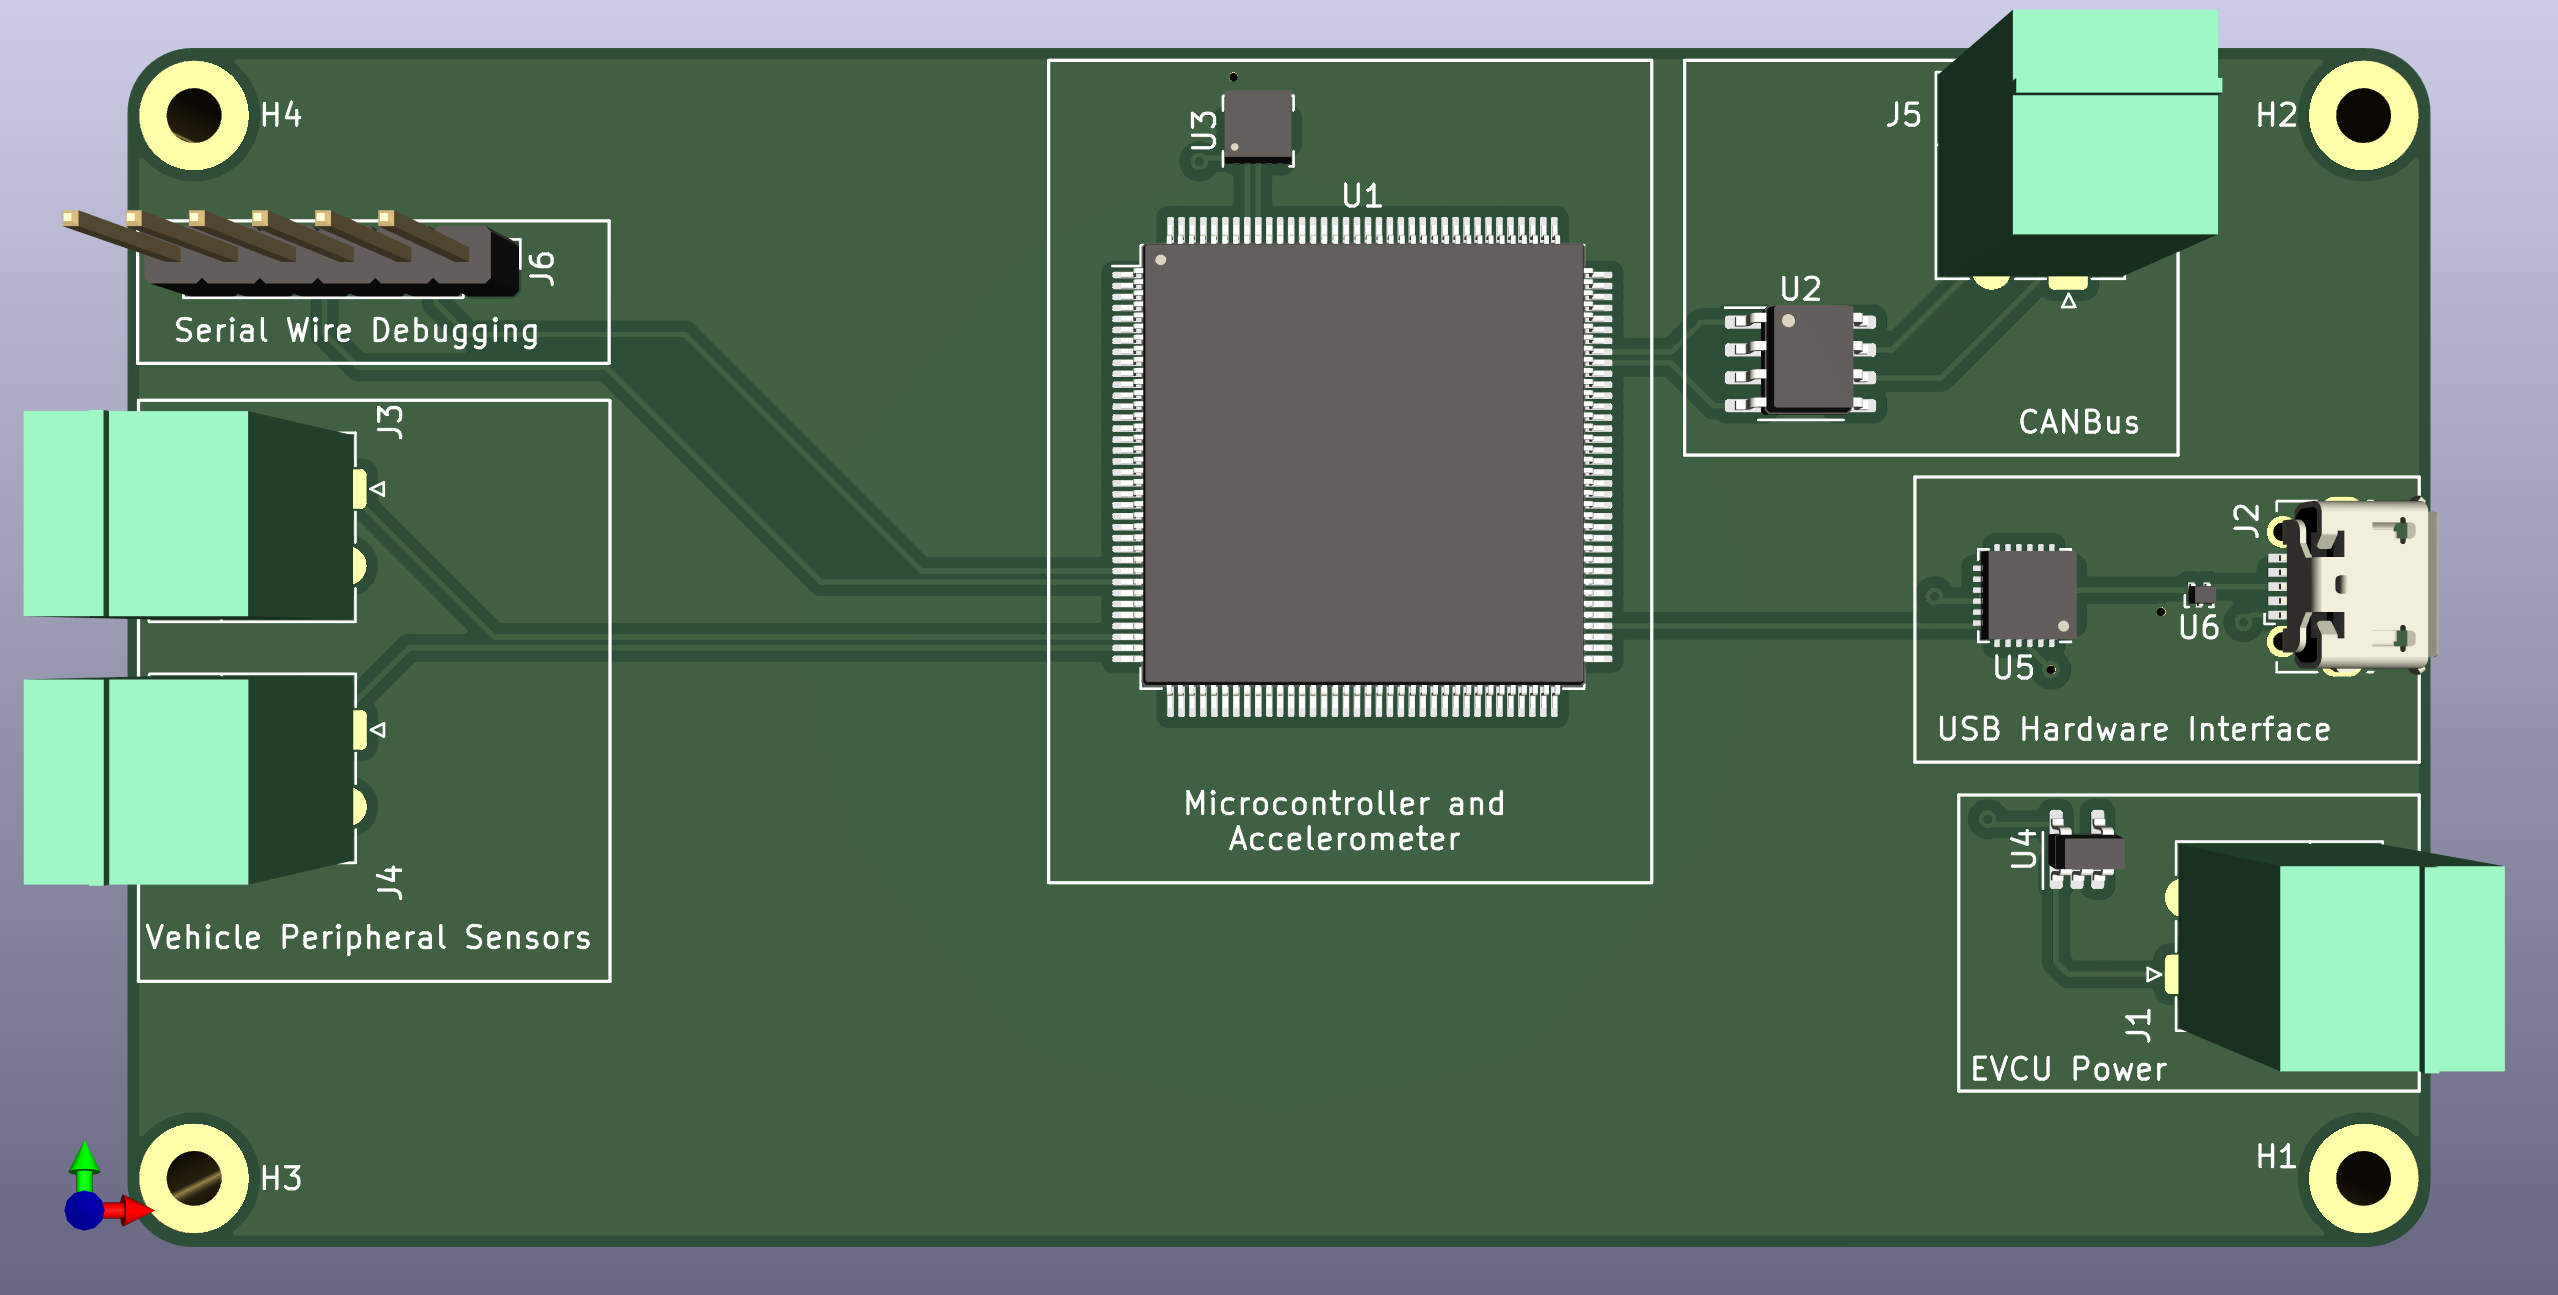 H4
U3
U1
J5
H2
J6
Serial Wire Debugging
U2
J3
CANBus
J2
U6
U5
USB Hardware Interface
Microcontroller and
Accelerometer
U4
J4
Vehicle Peripheral Sensors
J1
EVCU Power
H3
H1